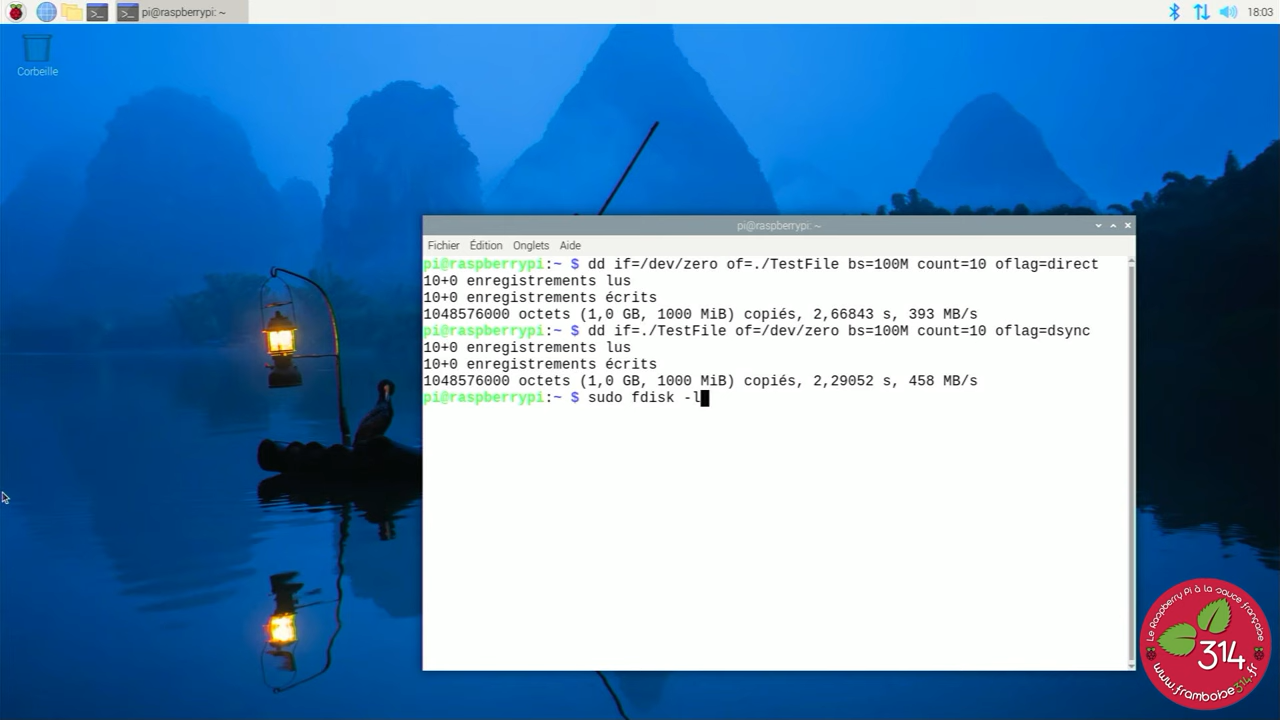 pi@raspberrypi: ~
18:03
Corbeille
pi@raspberrypi: ~
Fichier Édition Onglets Aide
pi@raspberrypi:~ $ dd if=/dev/zero of=./TestFile bs=100M count=10 oflag=direct
10+0 enregistrements lus
10+0 enregistrements écrits
1048576000 octets (1,0 GB, 1000 MiB) copiés, 2,66843 s, 393 MB/s
pi@raspberrypi:~ $ dd if=./TestFile of=/dev/zero bs=100M count=10 oflag=dsync
10+0 enregistrements lus
10+0 enregistrements écrits
1048576000 octets (1,0 GB, 1000 MiB) copiés, 2,29052 s, 458 MB/s
pi@raspberrypi:~ $ sudo fdisk -l
Le Raspberry Pi à la sauce française
314
www.framboise314.fr